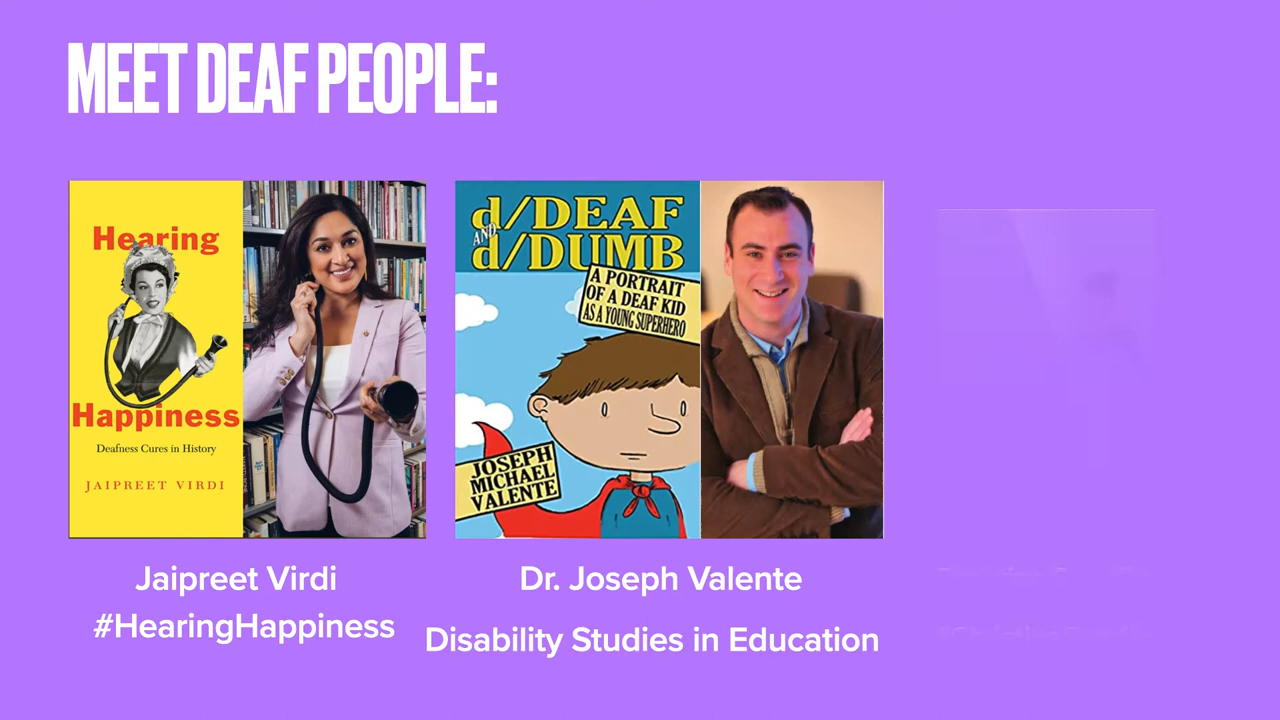 MEET DEAF PEOPLE:
Hearing
Happiness
Deafness Cures in History
JAIPREET VIRDI
d/DEAF
AND
d/DUMB
A PORTRAIT
OF A DEAF KID
AS A YOUNG SUPERHERO
JOSEPH
MICHAEL
VALENTE
Jaipreet Virdi
#HearingHappiness
Dr. Joseph Valente
Disability Studies in Education